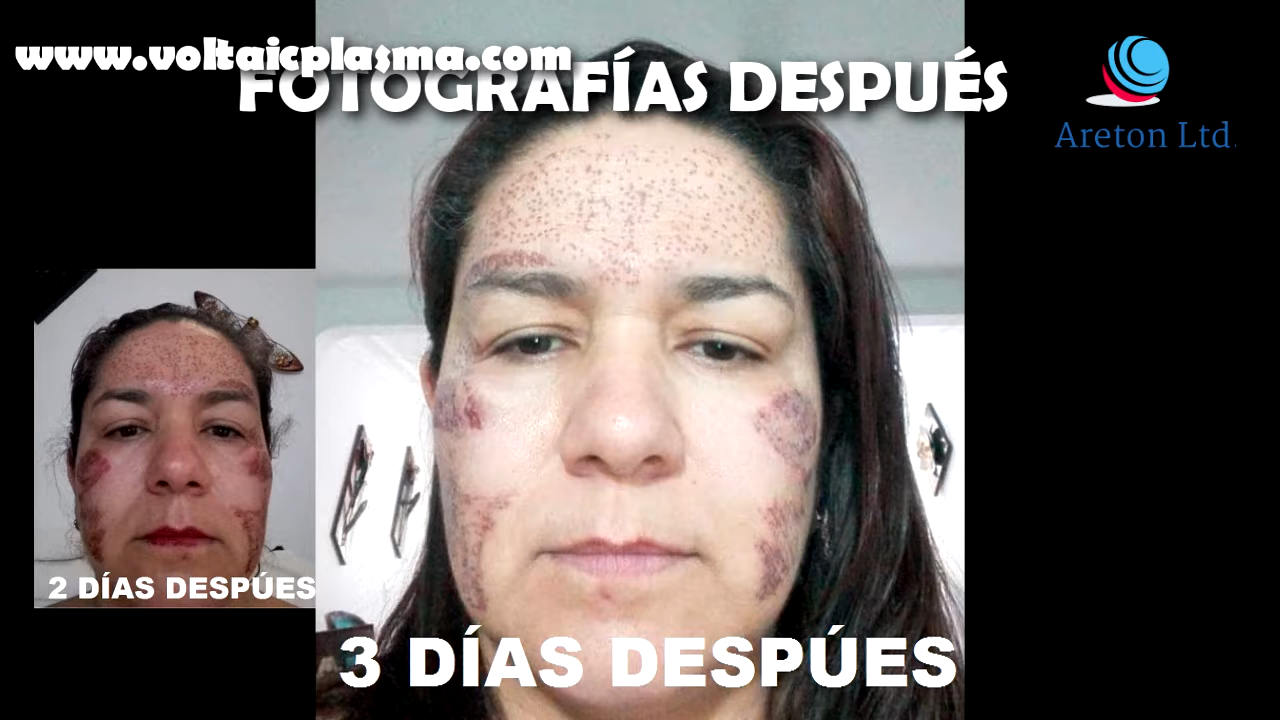 www.voltaicplasma.com
FOTOGRAFÍAS DESPUÉS
Areton Ltd.
2 DÍAS DESPÚES
3 DÍAS DESPÚES